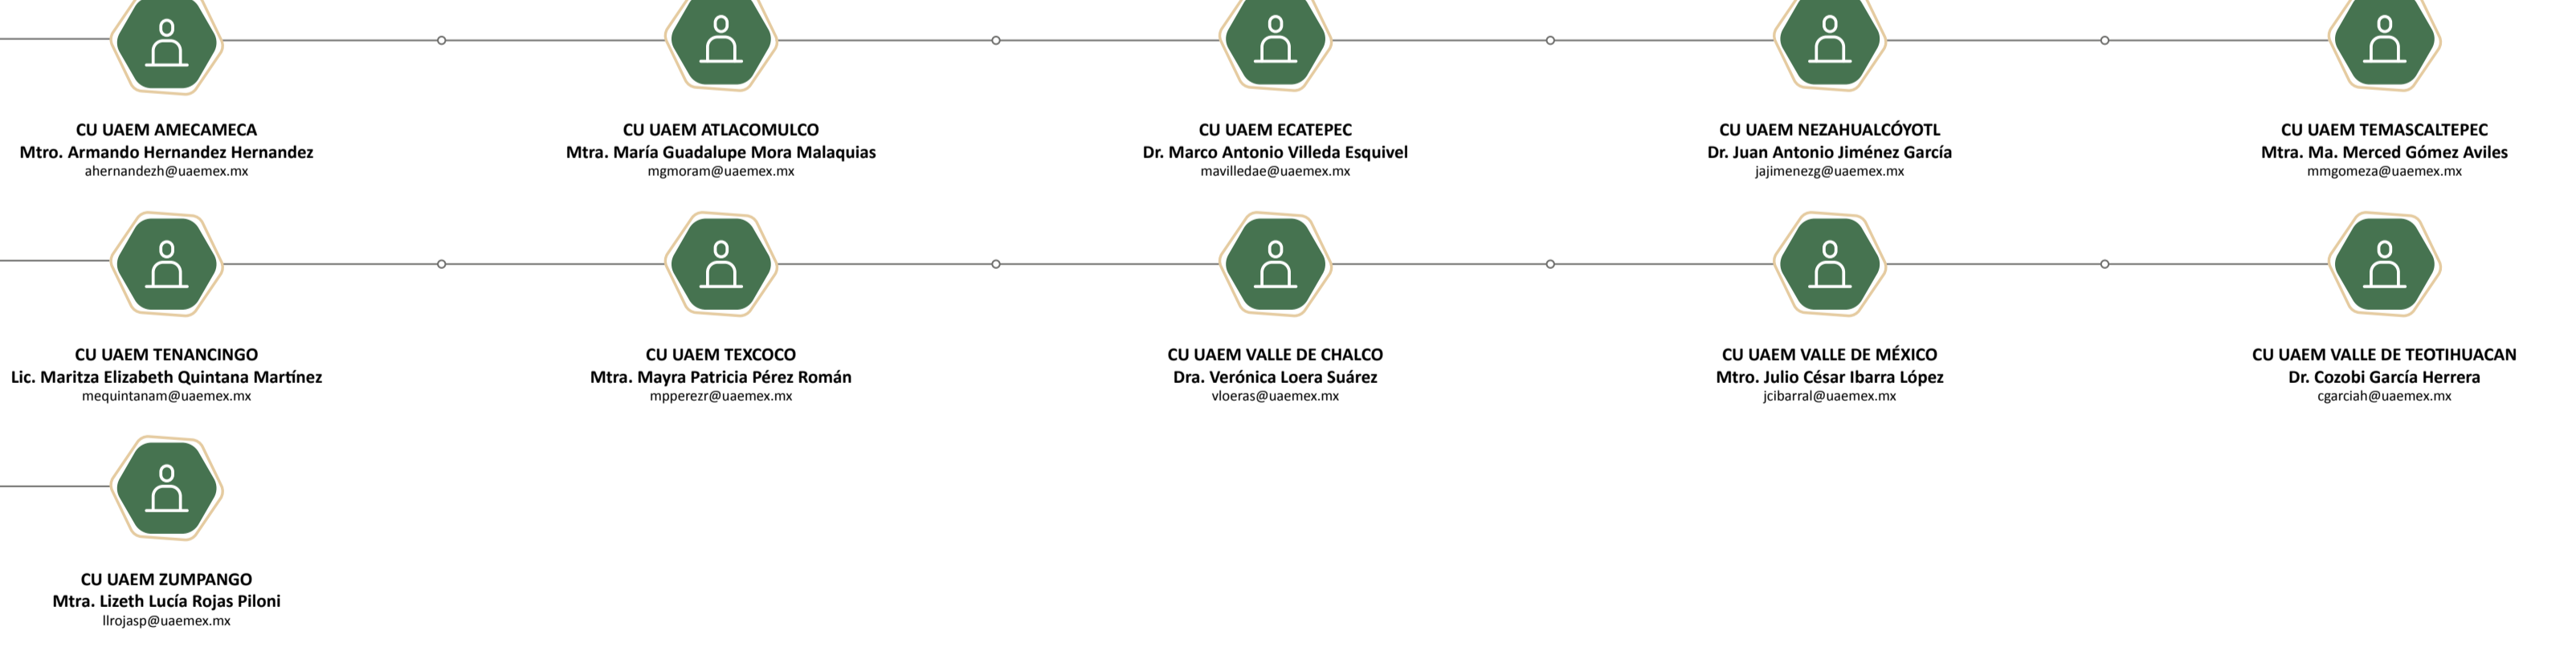 CU UAEM AMECAMECA
Mtro. Armando Hernandez Hernandez
ahernandezh@uaemex.mx
CU UAEM ATLACOMULCO
Mtra. María Guadalupe Mora Malaquias
mgmoram@uaemex.mx
CU UAEM ECATEPEC
Dr. Marco Antonio Villeda Esquivel
mavilledae@uaemex.mx
CU UAEM NEZAHUALCÓYOTL
Dr. Juan Antonio Jiménez García
jajimenezg@uaemex.mx
CU UAEM TEMASCALTEPEC
Mtra. Ma. Merced Gómez Aviles
mmgomeza@uaemex.mx
CU UAEM TENANCINGO
Lic. Maritza Elizabeth Quintana Martínez
mequintanam@uaemex.mx
CU UAEM TEXCOCO
Mtra. Mayra Patricia Pérez Román
mpperezr@uaemex.mx
CU UAEM VALLE DE CHALCO
Dra. Verónica Loera Suárez
vloeras@uaemex.mx
CU UAEM VALLE DE MÉXICO
Mtro. Julio César Ibarra López
jcibarral@uaemex.mx
CU UAEM VALLE DE TEOTIHUACAN
Dr. Cozobi García Herrera
cgarciah@uaemex.mx
CU UAEM ZUMPANGO
Mtra. Lizeth Lucía Rojas Piloni
llrojasp@uaemex.mx